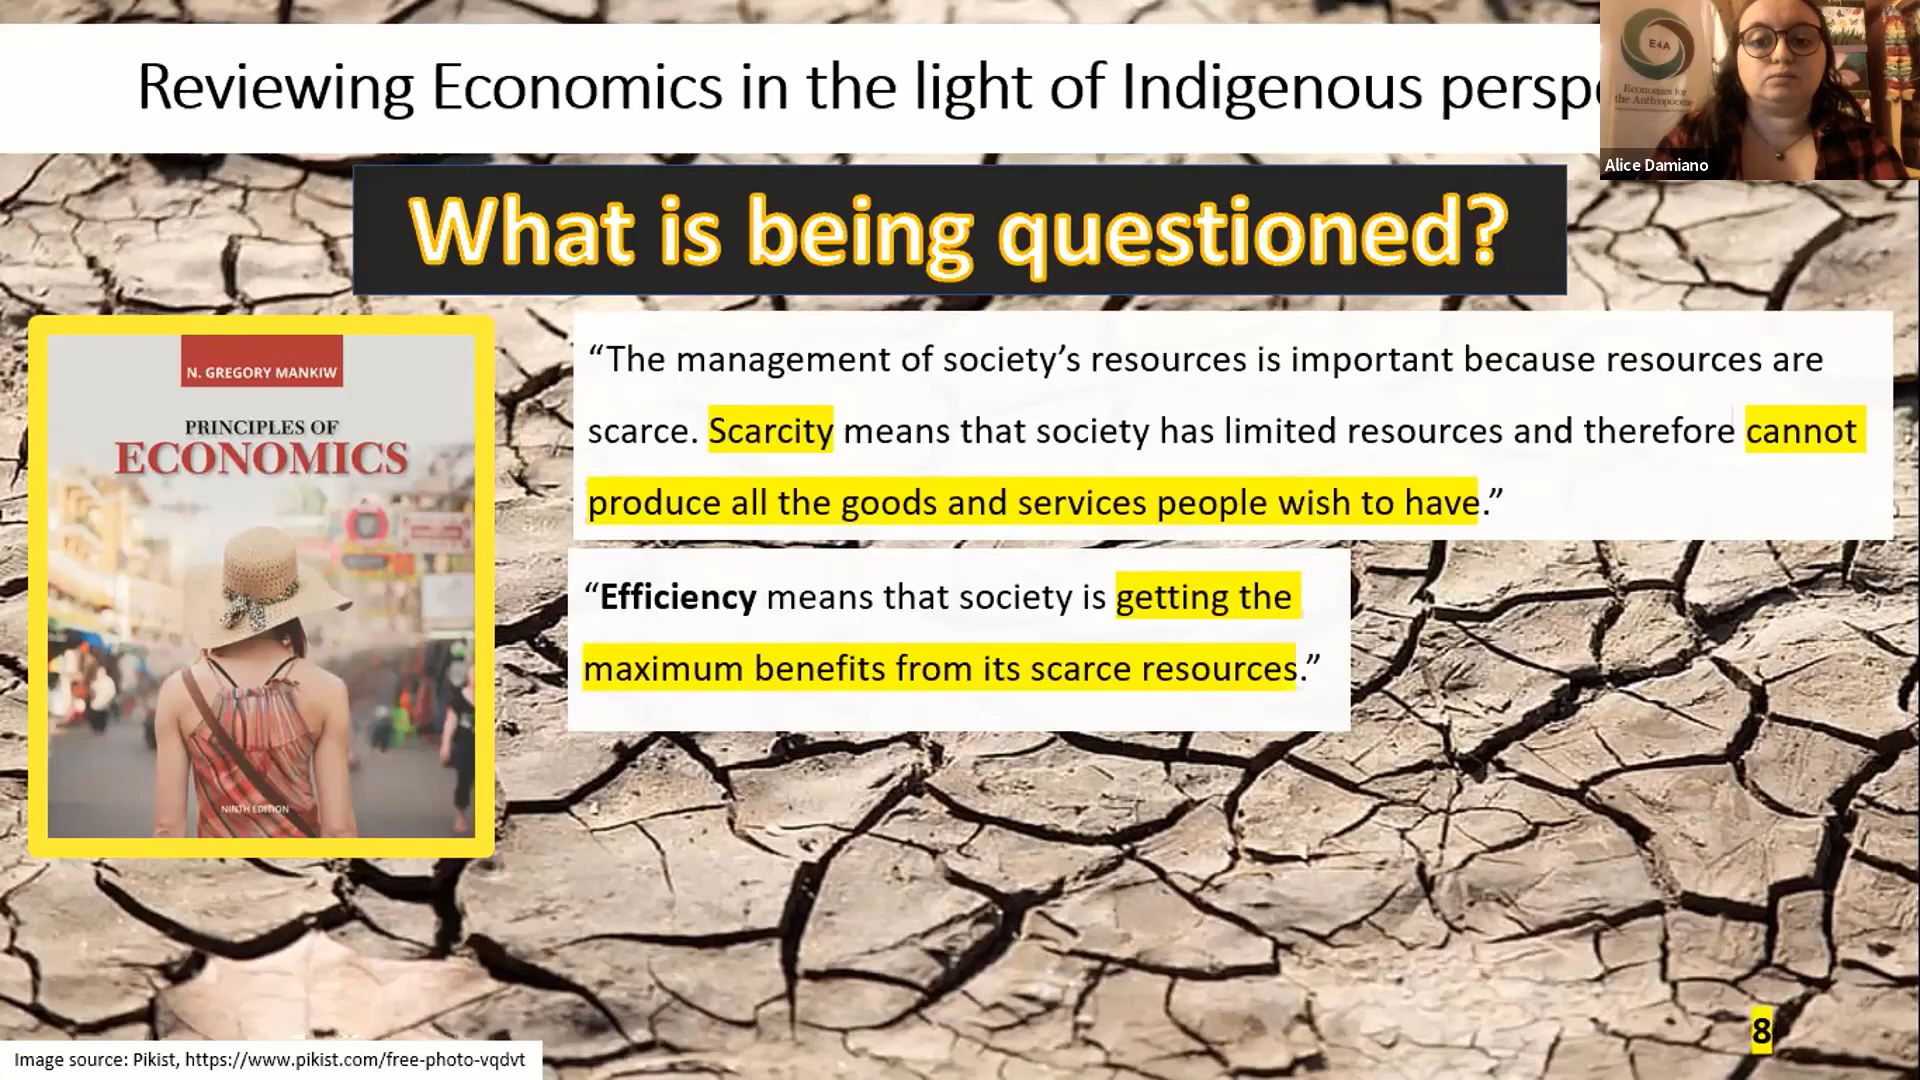 Reviewing Economics in the light of Indigenous persp
E4A
Economics for
the Anthropocene
Alice Damiano
What is being questioned?
N. GREGORY MANKIW
PRINCIPLES OF
ECONOMICS
NINTH EDITION
“The management of society’s resources is important because resources are
scarce. Scarcity means that society has limited resources and therefore cannot
produce all the goods and services people wish to have.”
“Efficiency means that society is getting the
maximum benefits from its scarce resources.”
8
Image source: Pikist, https://www.pikist.com/free-photo-vqdvt